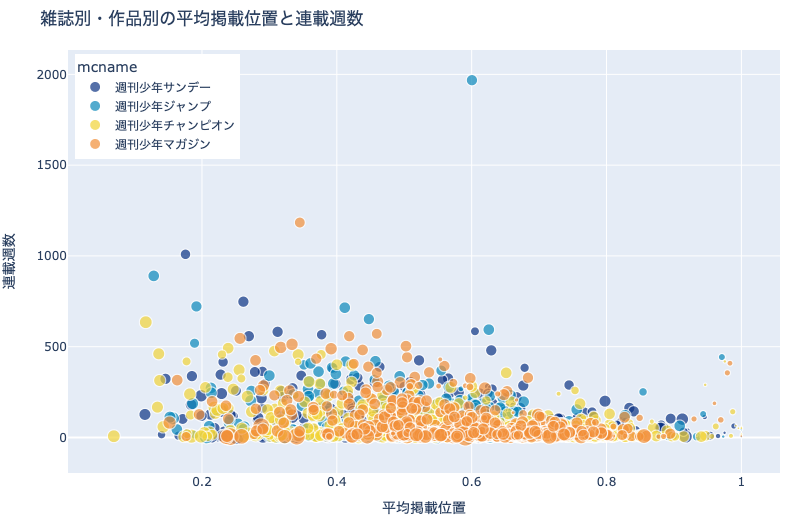 雑誌別・作品別の平均掲載位置と連載週数
mcname
週刊少年サンデー
週刊少年ジャンプ
週刊少年チャンピオン
週刊少年マガジン
2000
1500
1000
500
0
連載週数
0.2
0.4
0.6
0.8
1
平均掲載位置